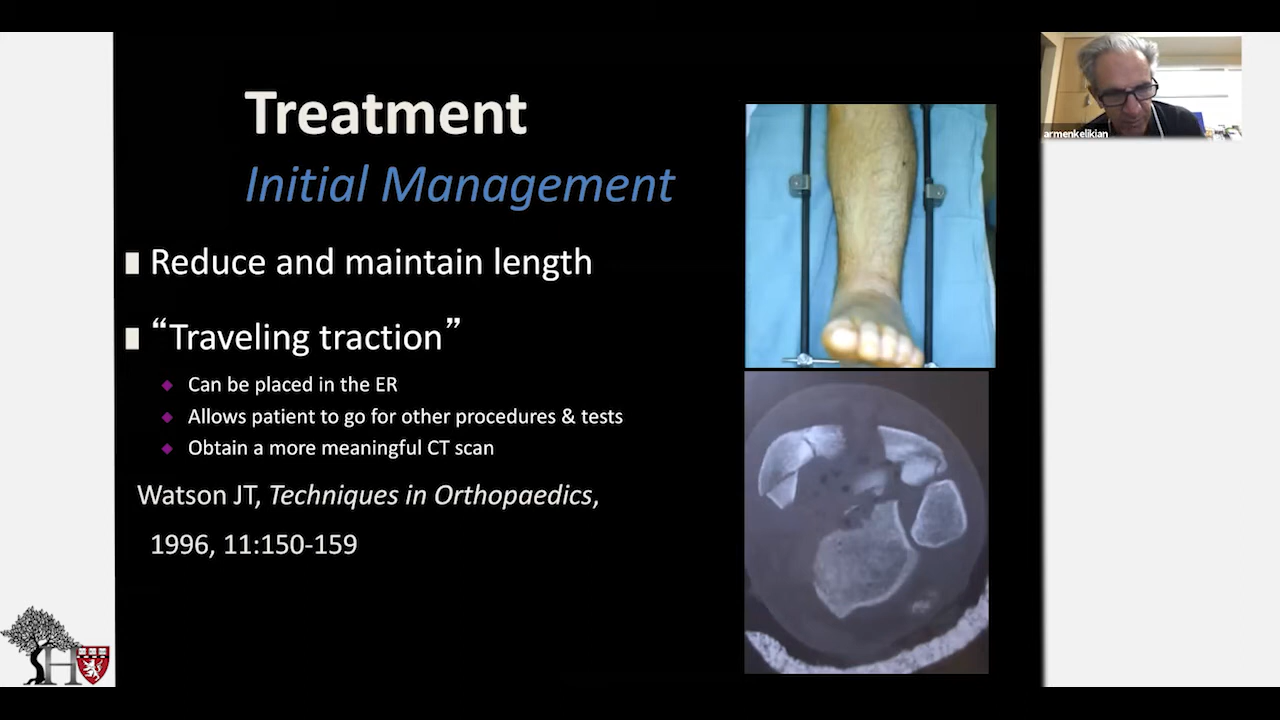 Treatment
Initial Management
Reduce and maintain length
“Traveling traction”
Can be placed in the ER
Allows patient to go for other procedures & tests
Obtain a more meaningful CT scan
Watson JT, Techniques in Orthopaedics,
1996, 11:150-159
armenkelikian
H